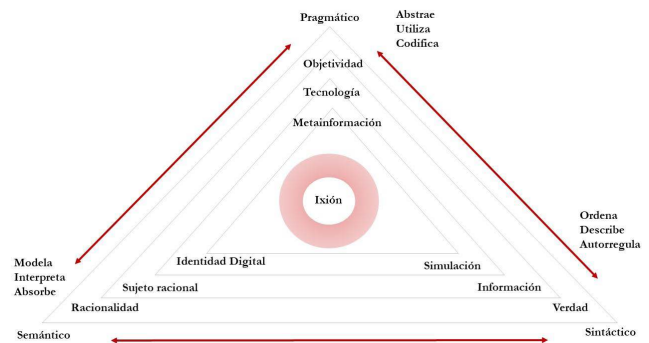 Pragmático
Abstrae
Utiliza
Codifica
Objetividad
Tecnología
Metainformación
Ixión
Ordena
Describe
Autorregula
Modela
Interpreta
Absorbe
Identidad Digital
Simulación
Sujeto racional
Información
Racionalidad
Verdad
Semántico
Sintáctico